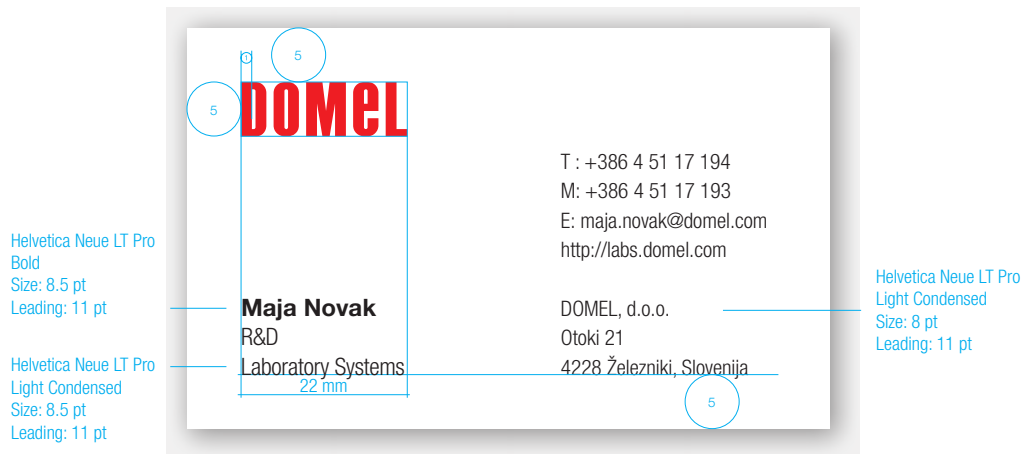 1
5
5
DOMEL
T : +386 4 51 17 194
M: +386 4 51 17 193
E: maja.novak@domel.com
http://labs.domel.com
Helvetica Neue LT Pro
Bold
Size: 8.5 pt
Leading: 11 pt
Maja Novak
R&D
Laboratory Systems
22 mm
Helvetica Neue LT Pro
Light Condensed
Size: 8.5 pt
Leading: 11 pt
DOMEL, d.o.o.
Otoki 21
4228 Železniki, Slovenija
5
Helvetica Neue LT Pro
Light Condensed
Size: 8 pt
Leading: 11 pt